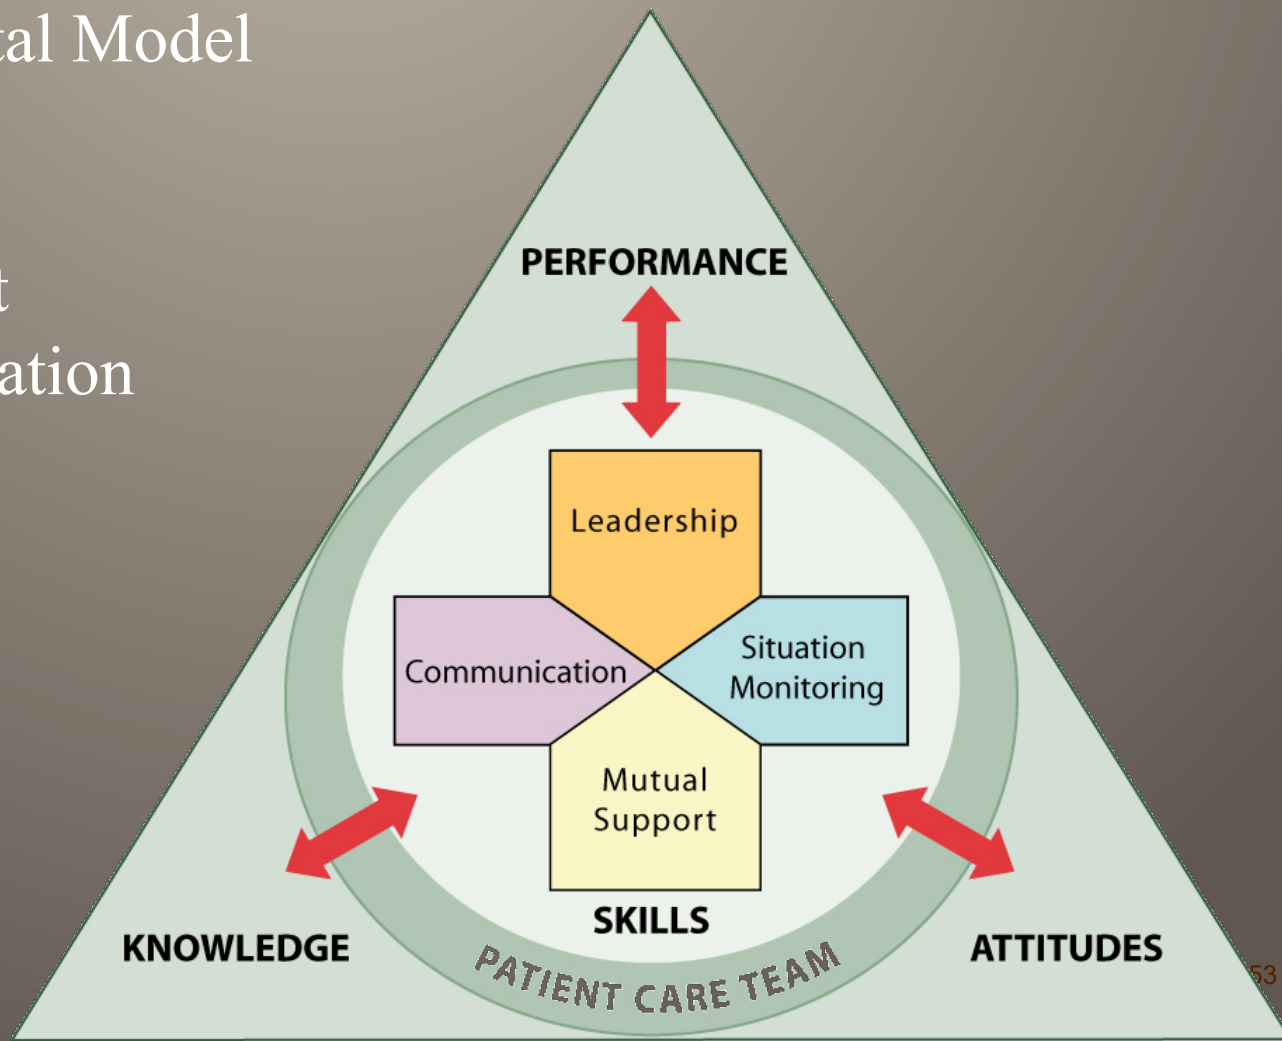 tal Model
t
ation
PERFORMANCE
Leadership
Communication
Situation
Monitoring
Mutual
Support
SKILLS
KNOWLEDGE
ATTITUDES
PATIENT CARE TEAM
53